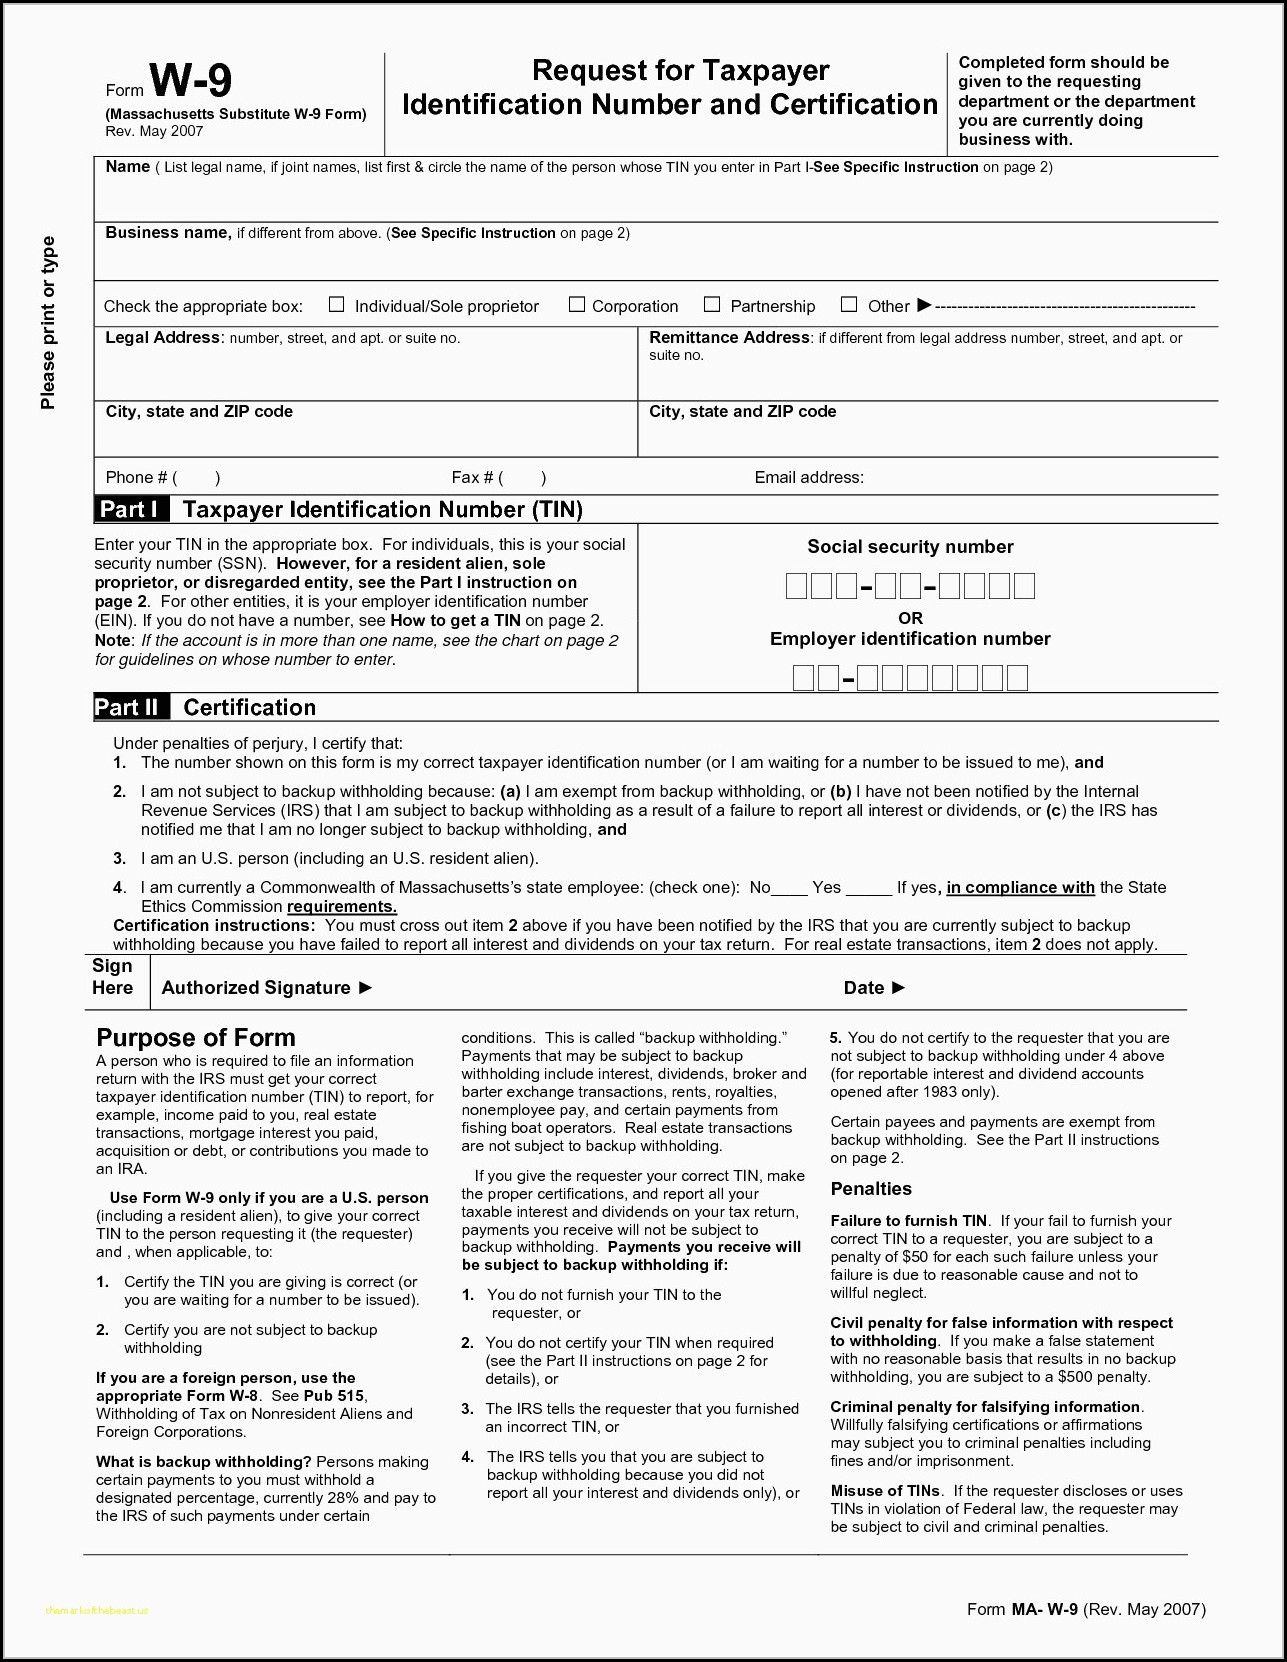 Form W-9
(Massachusetts Substitute W-9 Form)
Rev. May 2007
Request for Taxpayer
Identification Number and Certification
Completed form should be
given to the requesting
department or the department
you are currently doing
business with.
Please print or type
Name ( List legal name, if joint names, list first & circle the name of the person whose TIN you enter in Part I-See Specific Instruction on page 2)
Business name, if different from above. (See Specific Instruction on page 2)
Check the appropriate box: ☐ Individual/Sole proprietor ☐ Corporation ☐ Partnership ☐ Other ►-----------------------------------------------
Legal Address: number, street, and apt. or suite no.
Remittance Address: if different from legal address number, street, and apt. or
suite no.
City, state and ZIP code
City, state and ZIP code
Phone # ( ) Fax # ( ) Email address:
Part I Taxpayer Identification Number (TIN)
Enter your TIN in the appropriate box. For individuals, this is your social
security number (SSN). However, for a resident alien, sole
proprietor, or disregarded entity, see the Part I instruction on
page 2. For other entities, it is your employer identification number
(EIN). If you do not have a number, see How to get a TIN on page 2.
Note: If the account is in more than one name, see the chart on page 2
for guidelines on whose number to enter.
Social security number
☐☐☐-☐☐-☐☐☐☐
OR
Employer identification number
☐☐-☐☐☐☐☐☐☐
Part II Certification
Under penalties of perjury, I certify that:
1. The number shown on this form is my correct taxpayer identification number (or I am waiting for a number to be issued to me), and
2. I am not subject to backup withholding because: (a) I am exempt from backup withholding, or (b) I have not been notified by the Internal
Revenue Services (IRS) that I am subject to backup withholding as a result of a failure to report all interest or dividends, or (c) the IRS has
notified me that I am no longer subject to backup withholding, and
3. I am an U.S. person (including an U.S. resident alien).
4. I am currently a Commonwealth of Massachusetts's state employee: (check one): No____ Yes _____ If yes, in compliance with the State
Ethics Commission requirements.
Certification instructions: You must cross out item 2 above if you have been notified by the IRS that you are currently subject to backup
withholding because you have failed to report all interest and dividends on your tax return. For real estate transactions, item 2 does not apply.
Sign
Here
Authorized Signature ► Date ►
Purpose of Form
A person who is required to file an information
return with the IRS must get your correct
taxpayer identification number (TIN) to report, for
example, income paid to you, real estate
transactions, mortgage interest you paid,
acquisition or debt, or contributions you made to
an IRA.
Use Form W-9 only if you are a U.S. person
(including a resident alien), to give your correct
TIN to the person requesting it (the requester)
and , when applicable, to:
1. Certify the TIN you are giving is correct (or
you are waiting for a number to be issued).
2. Certify you are not subject to backup
withholding
If you are a foreign person, use the
appropriate Form W-8. See Pub 515,
Withholding of Tax on Nonresident Aliens and
Foreign Corporations.
What is backup withholding? Persons making
certain payments to you must withhold a
designated percentage, currently 28% and pay to
the IRS of such payments under certain
conditions. This is called “backup withholding.”
Payments that may be subject to backup
withholding include interest, dividends, broker and
barter exchange transactions, rents, royalties,
nonemployee pay, and certain payments from
fishing boat operators. Real estate transactions
are not subject to backup withholding.
If you give the requester your correct TIN, make
the proper certifications, and report all your
taxable interest and dividends on your tax return,
payments you receive will not be subject to
backup withholding. Payments you receive will
be subject to backup withholding if:
1. You do not furnish your TIN to the
requester, or
2. You do not certify your TIN when required
(see the Part II instructions on page 2 for
details), or
3. The IRS tells the requester that you furnished
an incorrect TIN, or
4. The IRS tells you that you are subject to
backup withholding because you did not
report all your interest and dividends only), or
5. You do not certify to the requester that you are
not subject to backup withholding under 4 above
(for reportable interest and dividend accounts
opened after 1983 only).
Certain payees and payments are exempt from
backup withholding. See the Part II instructions
on page 2.
Penalties
Failure to furnish TIN. If your fail to furnish your
correct TIN to a requester, you are subject to a
penalty of $50 for each such failure unless your
failure is due to reasonable cause and not to
willful neglect.
Civil penalty for false information with respect
to withholding. If you make a false statement
with no reasonable basis that results in no backup
withholding, you are subject to a $500 penalty.
Criminal penalty for falsifying information.
Willfully falsifying certifications or affirmations
may subject you to criminal penalties including
fines and/or imprisonment.
Misuse of TINs. If the requester discloses or uses
TINs in violation of Federal law, the requester may
be subject to civil and criminal penalties.
themarkofthebeast.us
Form MA- W-9 (Rev. May 2007)